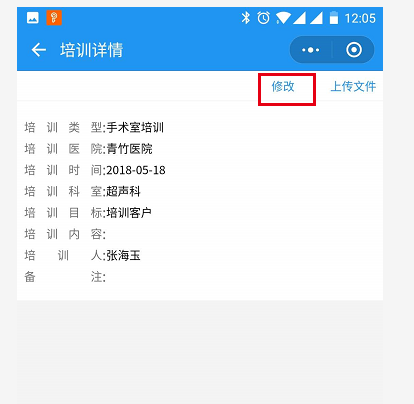 12:05
培训详情
修改 上传文件
培训类型:手术室培训
培训医院:青竹医院
培训时间:2018-05-18
培训科室:超声科
培训目标:培训客户
培训内容:
培训人:张海玉
备注: